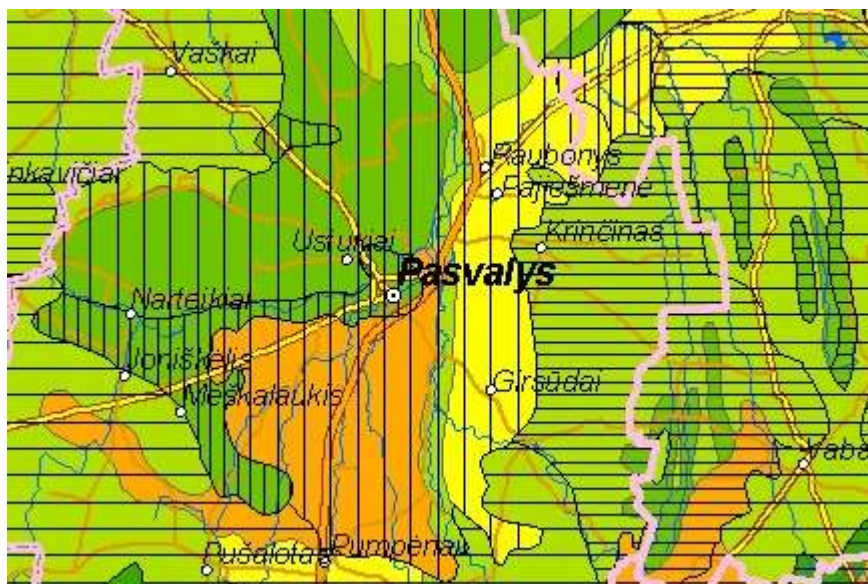 Vaškai
Raubonys
Pajiešmenė
Krinčinas
Ustukiai
Pasvalys
Narteikiai
Joniškėlis
Meškalaukis
Girsūdai
Pušalotas
Pumpėnai